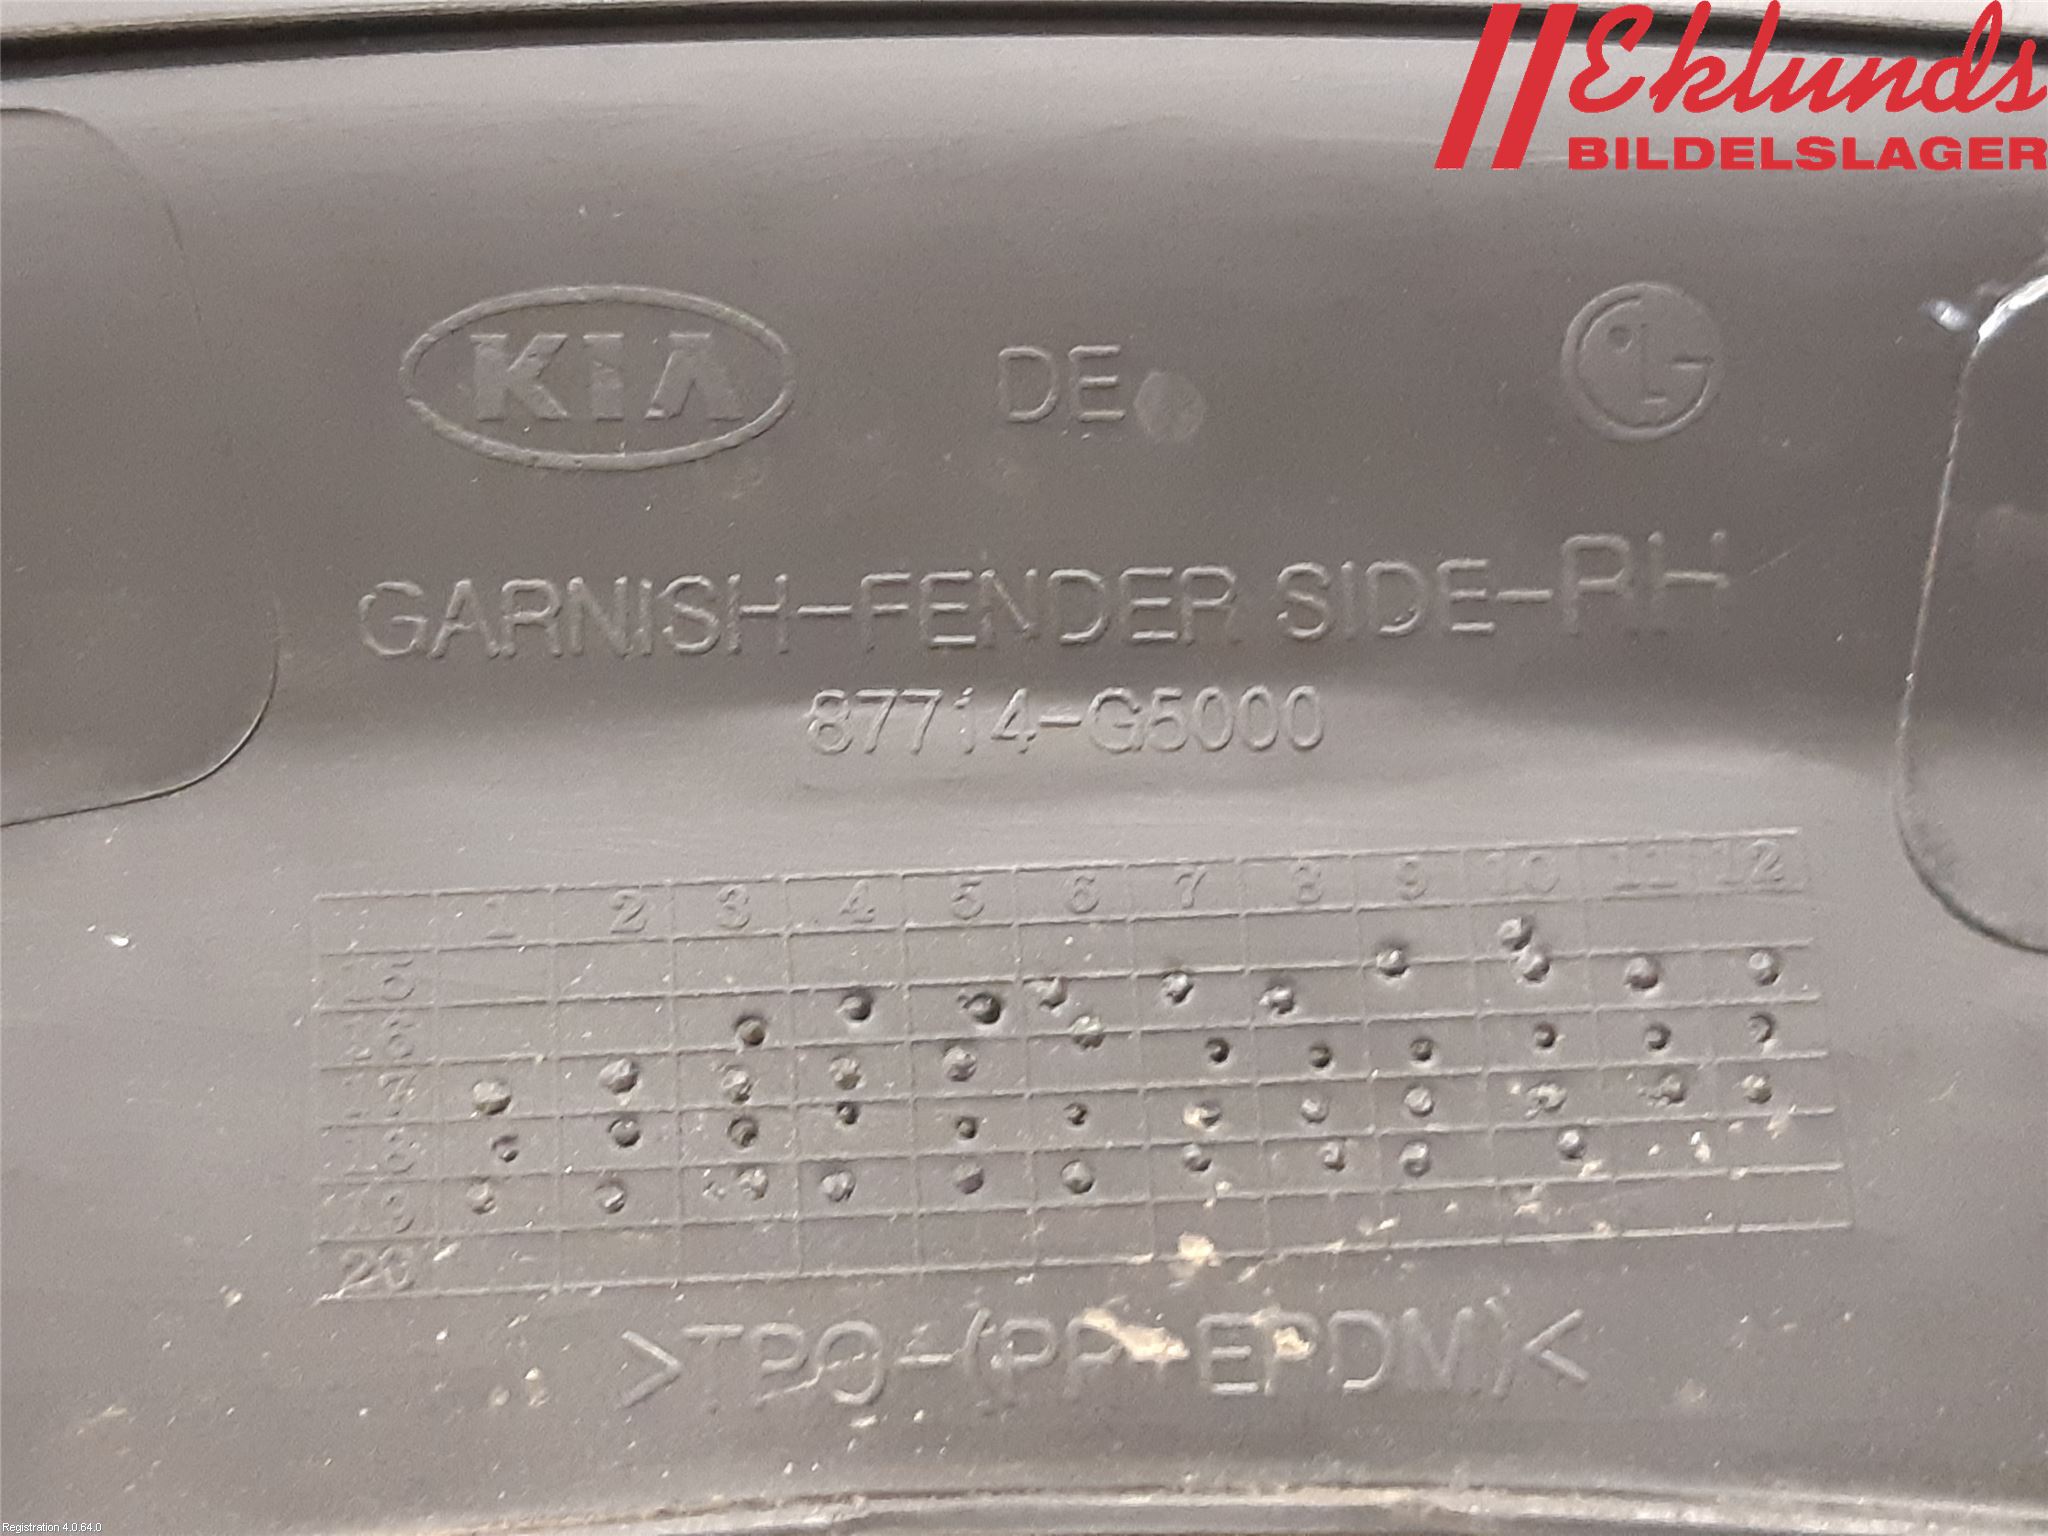 Eklunds
BILDELSLAGER
KIA DE LG
GARNISH-FENDER SIDE-RH
87714-G5000
1 2 3 4 5 6 7 8 9 10 11 12
15
16
17
18
19
20
>TPO-(PP+EPDM)<
Registration 4.0.64.0